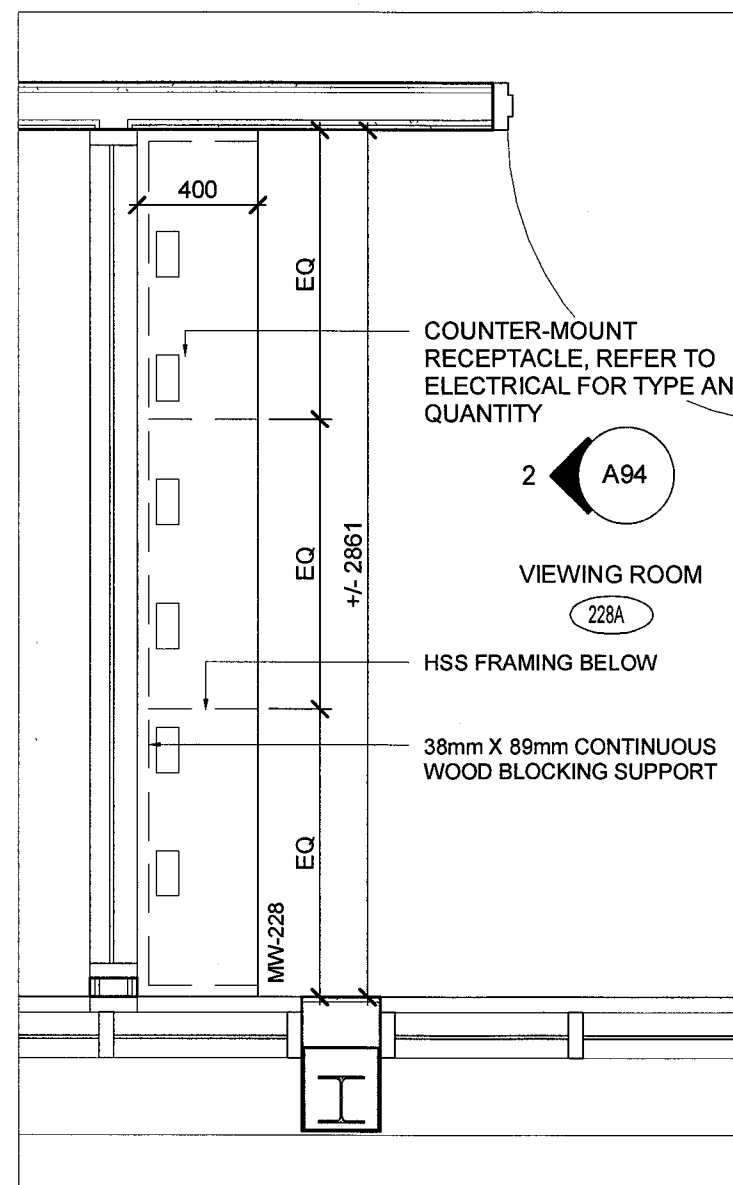 400
EQ
COUNTER-MOUNT
RECEPTACLE, REFER TO
ELECTRICAL FOR TYPE AN
QUANTITY
2
A94
EQ
+/- 2861
VIEWING ROOM
228A
HSS FRAMING BELOW
38mm X 89mm CONTINUOUS
WOOD BLOCKING SUPPORT
EQ
MW-228